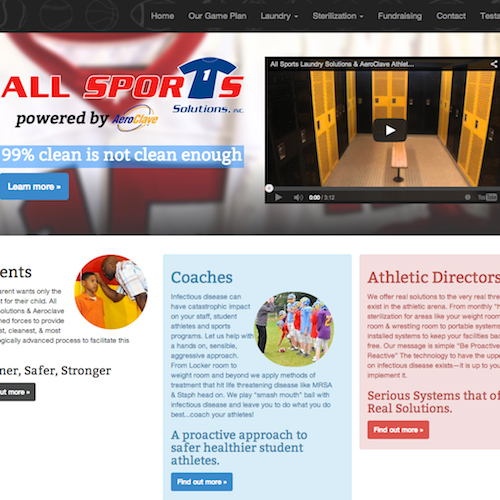 Home Our Game Plan Laundry Sterilization Fundraising Contact
ALL SPOR1S
Solutions, INC.
powered by AeroClave
99% clean is not clean enough
Learn more »
All Sports Laundry Solutions & AeroClave Athlet...
0:00 / 3:12
YouTube
ents
arent wants only the
t for their child. All
olutions & Aeroclave
ned forces to provide
st, cleanest, & most
ogically advanced process to facilitate this
ner, Safer, Stronger
out more »
Coaches
Infectious disease can
have catastrophic impact
on your staff, student
athletes and sports
programs. Let us help with
a hands on, sensible,
aggressive approach.
From Locker room to
weight room and beyond we apply methods of
treatment that hit life threatening disease like MRSA
& Staph head on. We play "smash mouth" ball with
infectious disease and leave you to do what you do
best...coach your athletes!
A proactive approach to
safer healthier student
athletes.
Find out more »
Athletic Directors
We offer real solutions to the very real thre
exist in the athletic arena. From monthly "h
sterilization for areas like your weight room
room & wrestling room to portable systems
installed systems to keep your facilities bac
free. Our message is simple "Be Proactive
Reactive" The technology to have the upp
on infectious disease exists—it is up to you
implement it.
Serious Systems that of
Real Solutions.
Find out more »